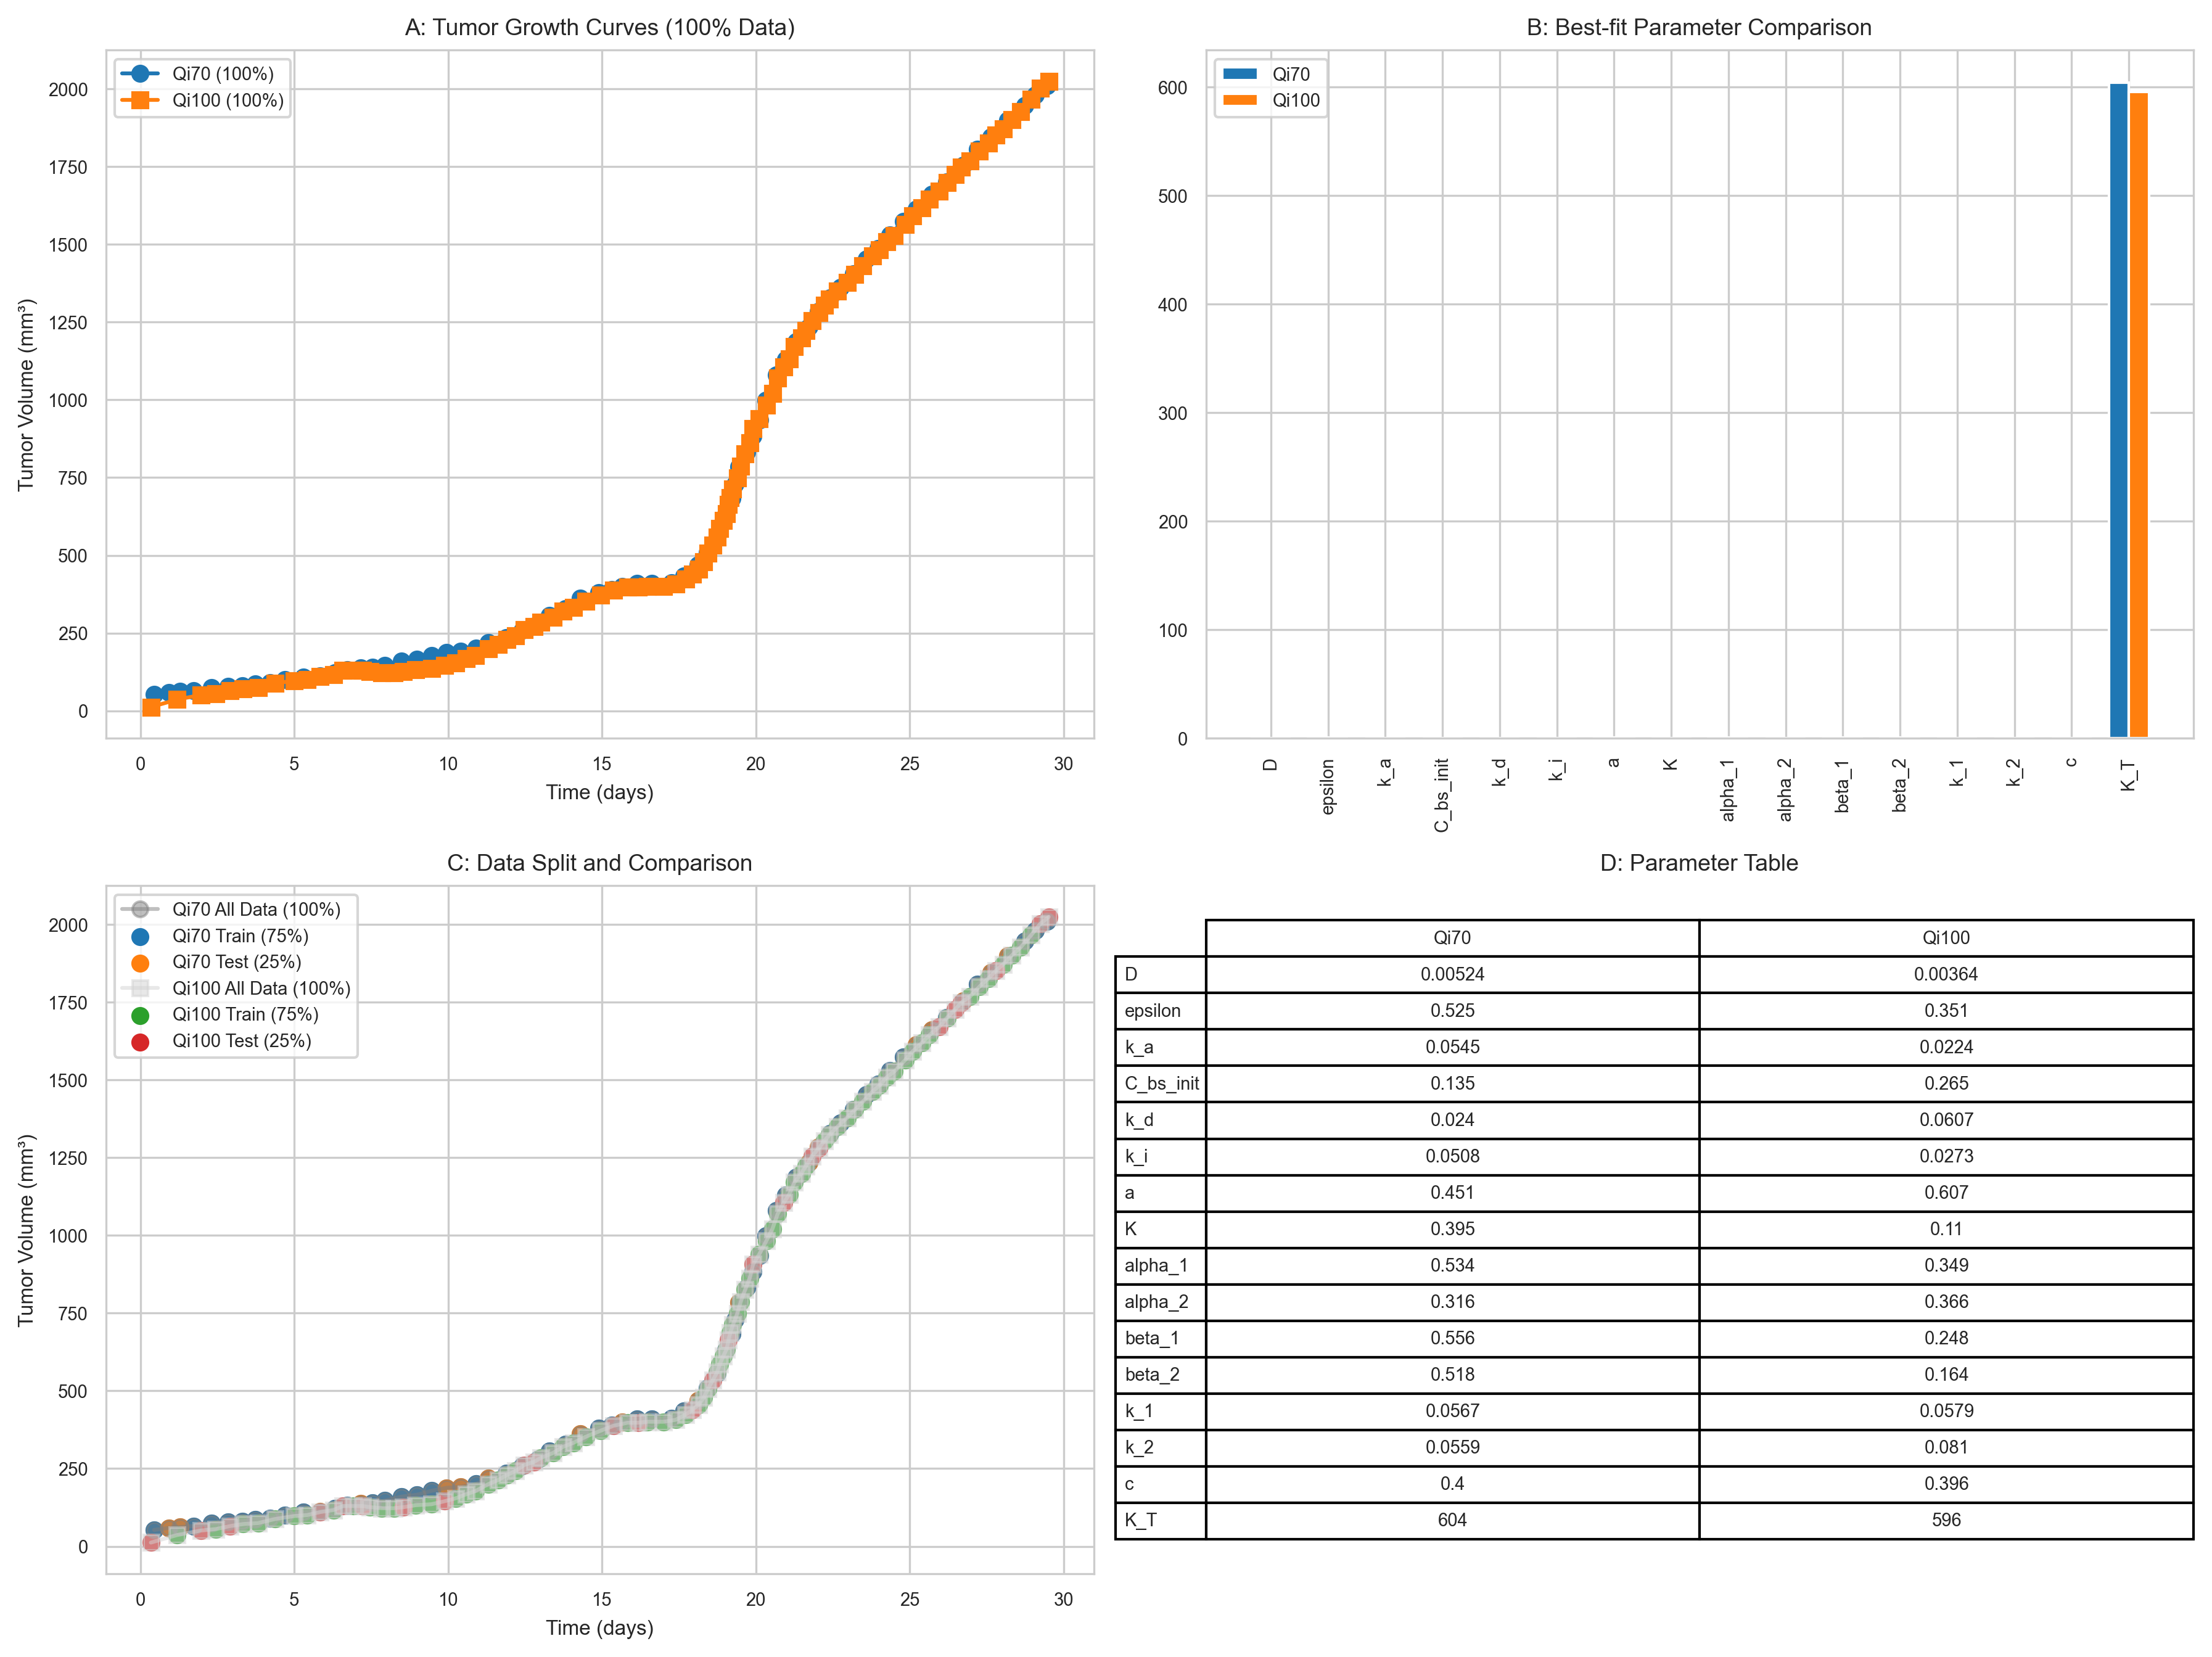 A: Tumor Growth Curves (100% Data)
Qi70 (100%)
Qi100 (100%)
Tumor Volume (mm³)
2000
1750
1500
1250
1000
750
500
250
0
0 5 10 15 20 25 30
Time (days)
B: Best-fit Parameter Comparison
Qi70
Qi100
600
500
400
300
200
100
0
D epsilon k_a C_bs_init k_d k_i a K alpha_1 alpha_2 beta_1 beta_2 k_1 k_2 c K_T
C: Data Split and Comparison
Qi70 All Data (100%)
Qi70 Train (75%)
Qi70 Test (25%)
Qi100 All Data (100%)
Qi100 Train (75%)
Qi100 Test (25%)
Tumor Volume (mm³)
2000
1750
1500
1250
1000
750
500
250
0
0 5 10 15 20 25 30
Time (days)
D: Parameter Table
Qi70 Qi100
D 0.00524 0.00364
epsilon 0.525 0.351
k_a 0.0545 0.0224
C_bs_init 0.135 0.265
k_d 0.024 0.0607
k_i 0.0508 0.0273
a 0.451 0.607
K 0.395 0.11
alpha_1 0.534 0.349
alpha_2 0.316 0.366
beta_1 0.556 0.248
beta_2 0.518 0.164
k_1 0.0567 0.0579
k_2 0.0559 0.081
c 0.4 0.396
K_T 604 596